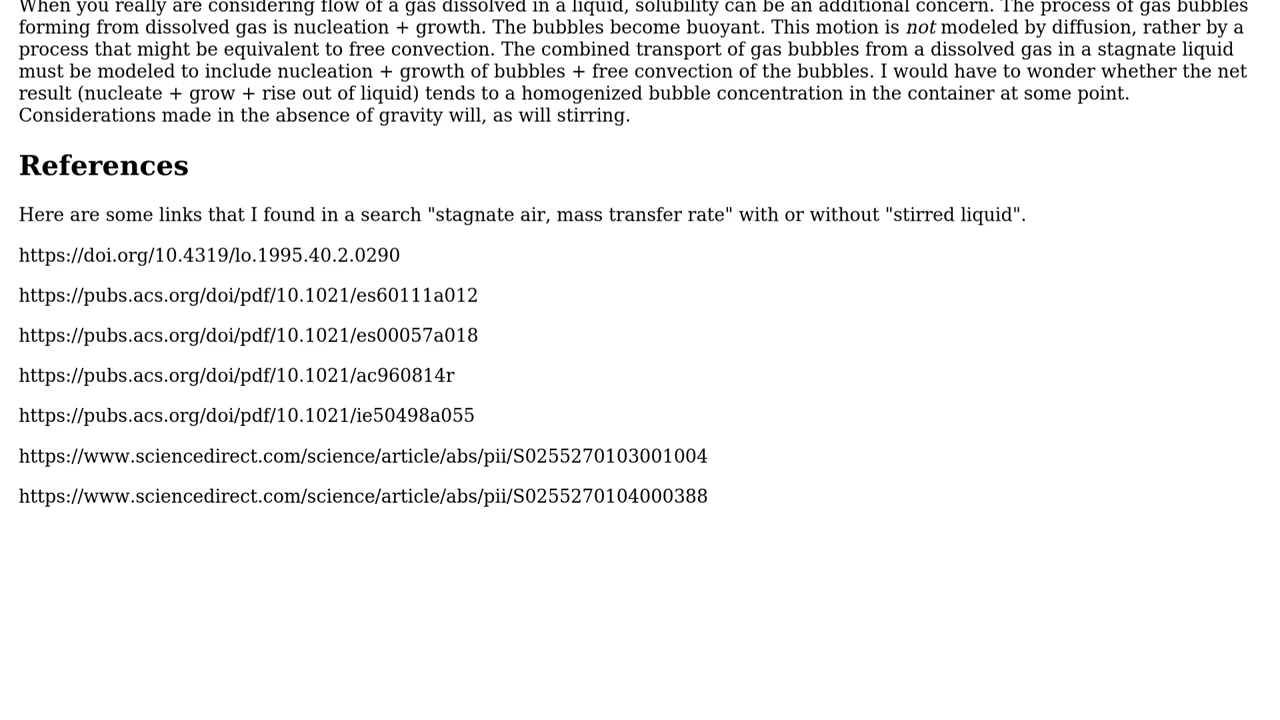 When you really are considering flow of a gas dissolved in a liquid, solubility can be an additional concern. The process of gas bubbles
forming from dissolved gas is nucleation + growth. The bubbles become buoyant. This motion is not modeled by diffusion, rather by a
process that might be equivalent to free convection. The combined transport of gas bubbles from a dissolved gas in a stagnate liquid
must be modeled to include nucleation + growth of bubbles + free convection of the bubbles. I would have to wonder whether the net
result (nucleate + grow + rise out of liquid) tends to a homogenized bubble concentration in the container at some point.
Considerations made in the absence of gravity will, as will stirring.
References
Here are some links that I found in a search "stagnate air, mass transfer rate" with or without "stirred liquid".
https://doi.org/10.4319/lo.1995.40.2.0290
https://pubs.acs.org/doi/pdf/10.1021/es60111a012
https://pubs.acs.org/doi/pdf/10.1021/es00057a018
https://pubs.acs.org/doi/pdf/10.1021/ac960814r
https://pubs.acs.org/doi/pdf/10.1021/ie50498a055
https://www.sciencedirect.com/science/article/abs/pii/S0255270103001004
https://www.sciencedirect.com/science/article/abs/pii/S0255270104000388